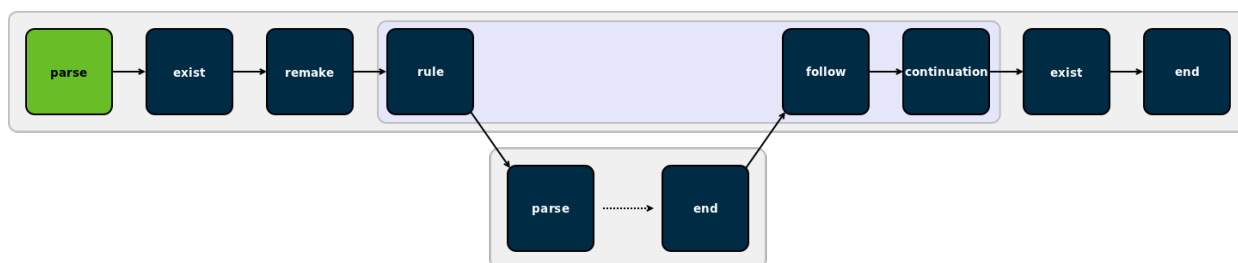 parse
exist
remake
rule
follow
continuation
exist
end
parse
end